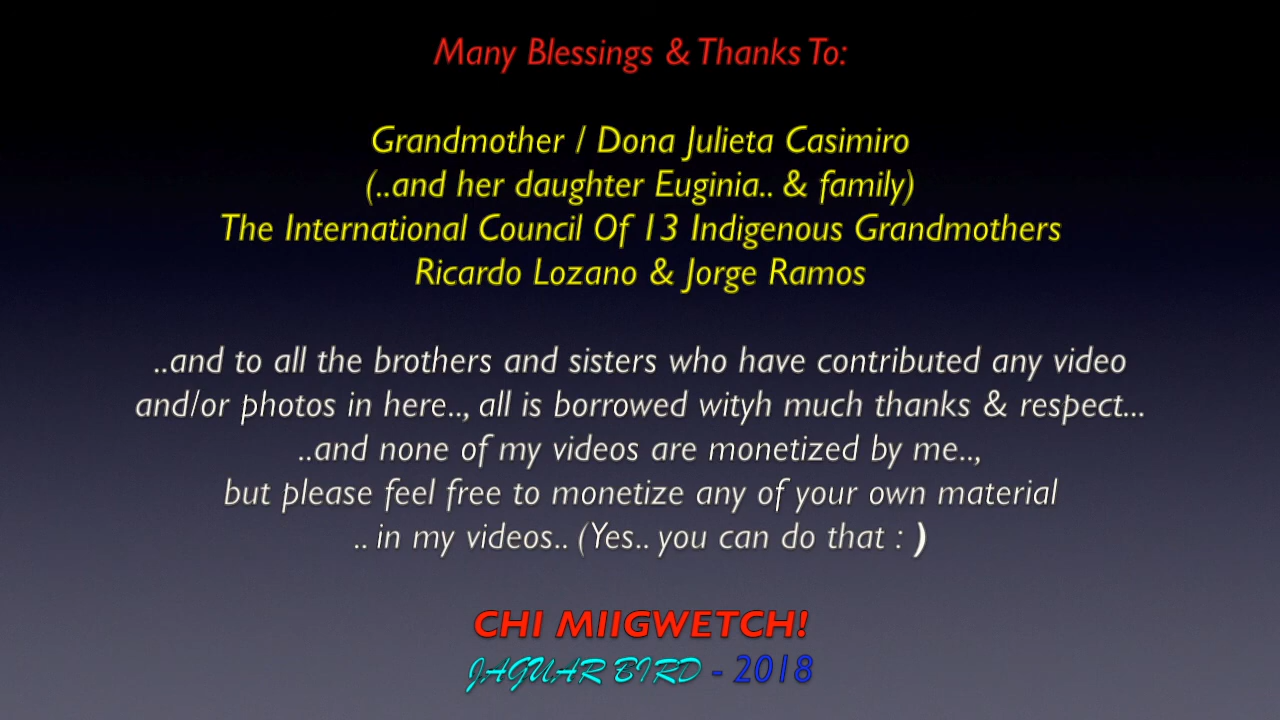 Many Blessings & Thanks To:
Grandmother / Dona Julieta Casimiro
(..and her daughter Euginia.. & family)
The International Council Of 13 Indigenous Grandmothers
Ricardo Lozano & Jorge Ramos
..and to all the brothers and sisters who have contributed any video
and/or photos in here.., all is borrowed wityh much thanks & respect...
..and none of my videos are monetized by me..,
but please feel free to monetize any of your own material
.. in my videos.. (Yes.. you can do that : )
CHI MIIGWETCH!
JAGUAR BIRD - 2018